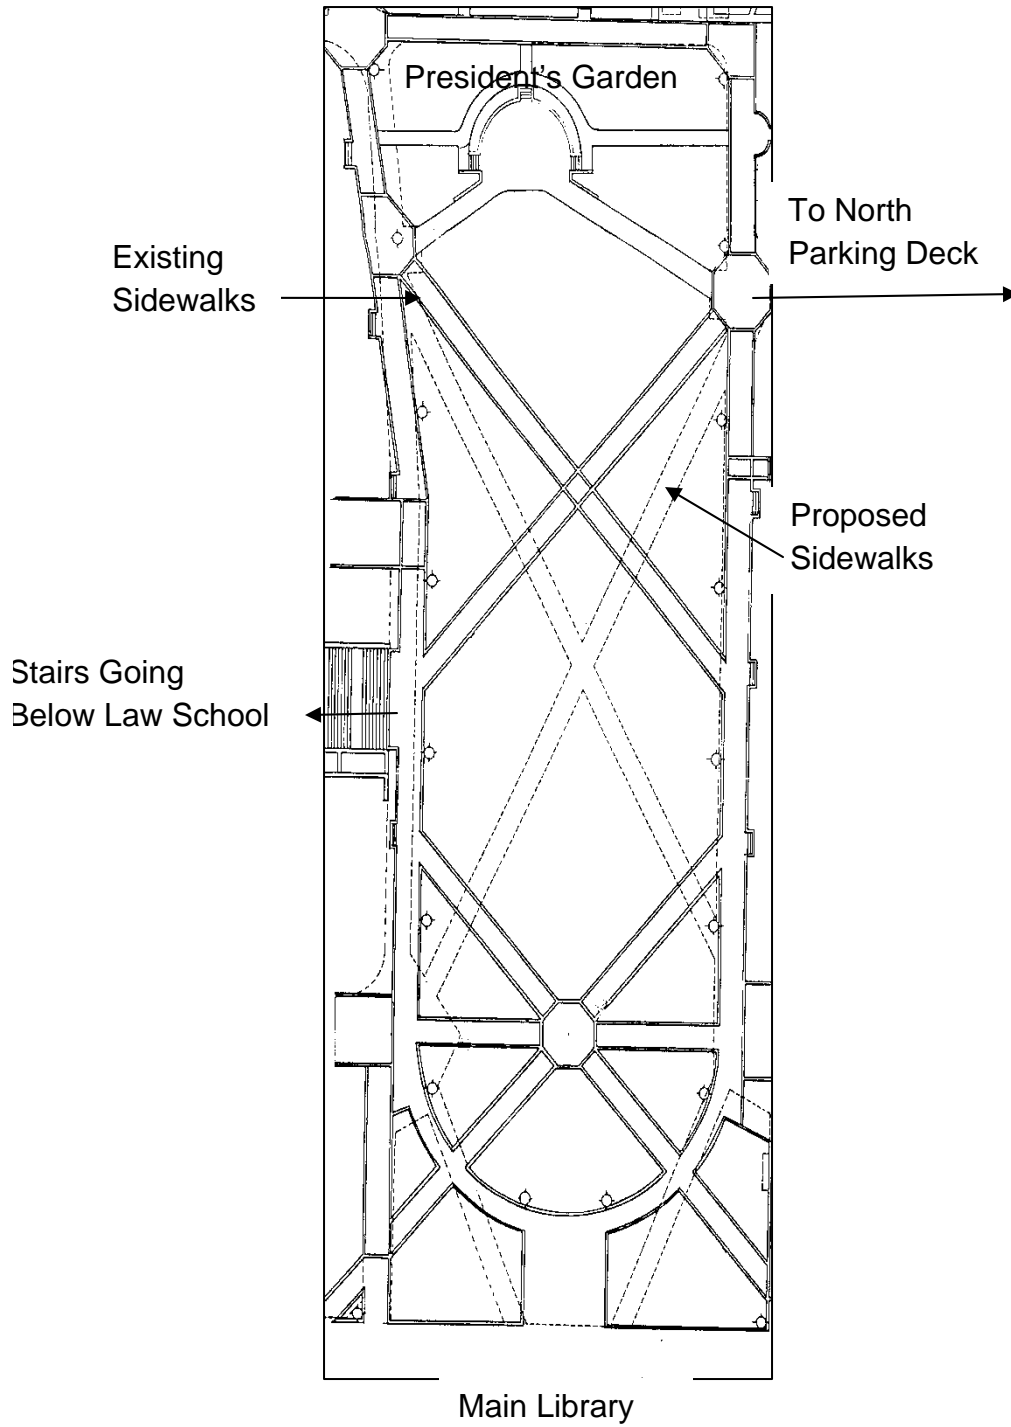 President's Garden
To North
Parking Deck
Existing
Sidewalks
Proposed
Sidewalks
Stairs Going
Below Law School
Main Library